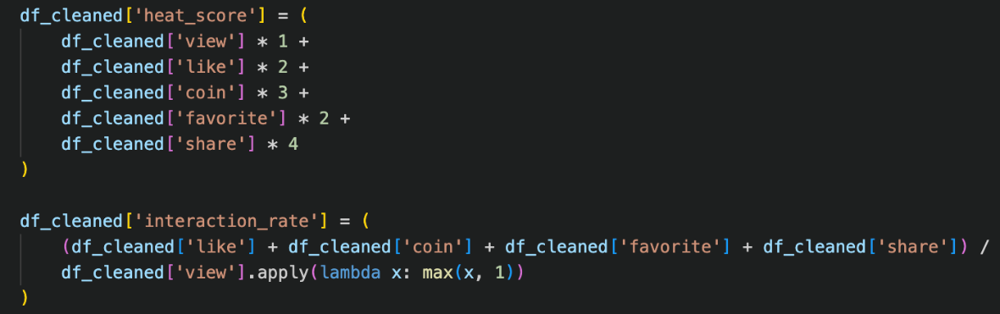 df_cleaned['heat_score'] = (
    df_cleaned['view'] * 1 +
    df_cleaned['like'] * 2 +
    df_cleaned['coin'] * 3 +
    df_cleaned['favorite'] * 2 +
    df_cleaned['share'] * 4
)

df_cleaned['interaction_rate'] = (
    (df_cleaned['like'] + df_cleaned['coin'] + df_cleaned['favorite'] + df_cleaned['share']) /
    df_cleaned['view'].apply(lambda x: max(x, 1))
)